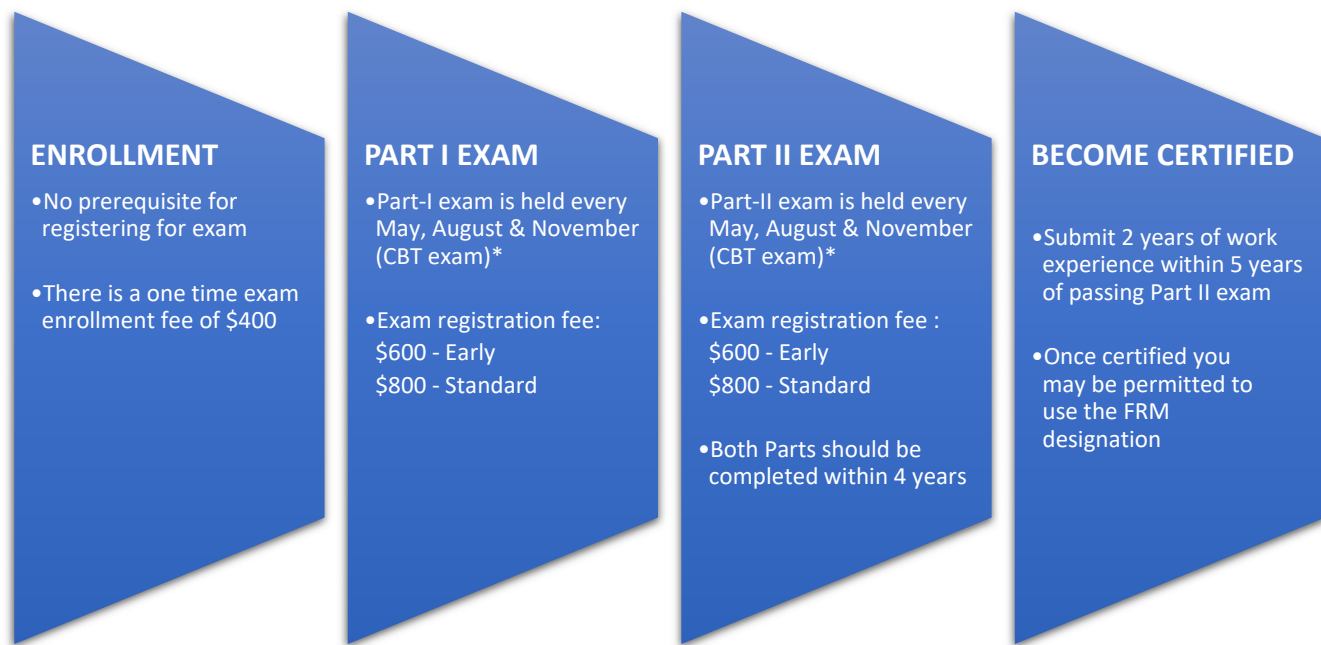 ENROLLMENT
•No prerequisite for
registering for exam
•There is a one time exam
enrollment fee of $400
PART I EXAM
•Part-I exam is held every
May, August & November
(CBT exam)*
•Exam registration fee:
$600 - Early
$800 - Standard
PART II EXAM
•Part-II exam is held every
May, August & November
(CBT exam)*
•Exam registration fee :
$600 - Early
$800 - Standard
•Both Parts should be
completed within 4 years
BECOME CERTIFIED
•Submit 2 years of work
experience within 5 years
of passing Part II exam
•Once certified you
may be permitted to
use the FRM
designation